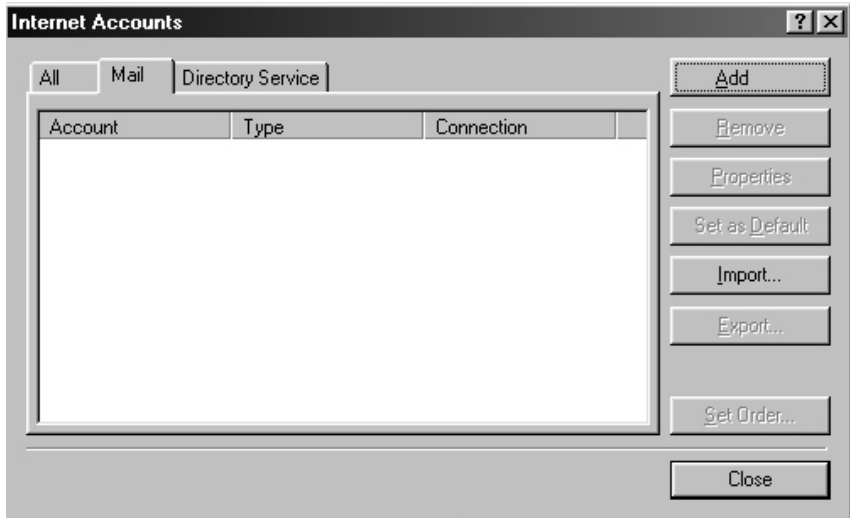 Internet Accounts
All Mail Directory Service
Account Type Connection
Add
Remove
Properties
Set as Default
Import...
Export...
Set Order...
Close